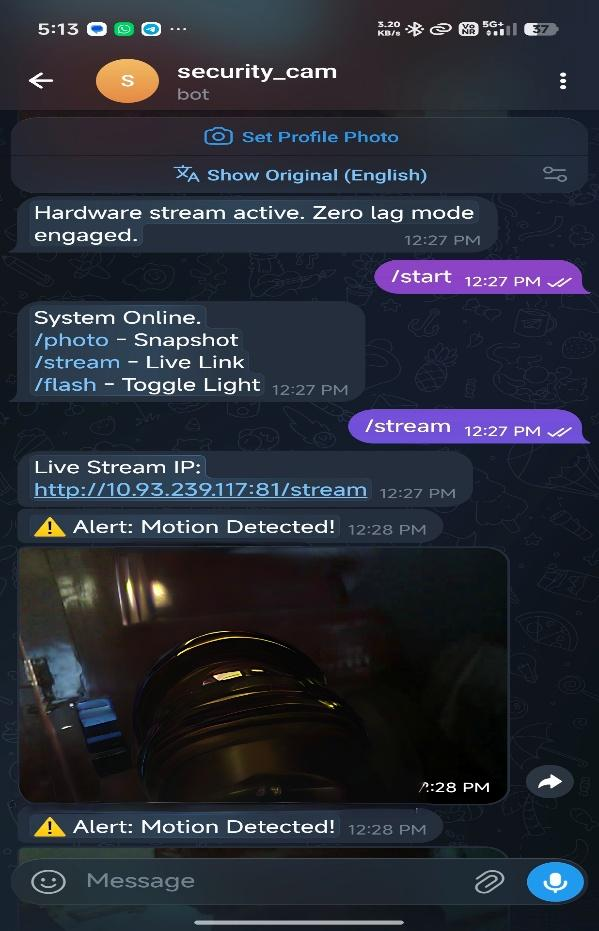 5:13 ... 3.20 KB/s Vo NR 5G+ 37
S
security_cam
bot
Set Profile Photo
Show Original (English)
Hardware stream active. Zero lag mode
engaged. 12:27 PM
/start 12:27 PM
System Online.
/photo - Snapshot
/stream - Live Link
/flash - Toggle Light 12:27 PM
/stream 12:27 PM
Live Stream IP:
http://10.93.239.117:81/stream 12:27 PM
⚠️ Alert: Motion Detected! 12:28 PM
:28 PM
⚠️ Alert: Motion Detected! 12:28 PM
Message